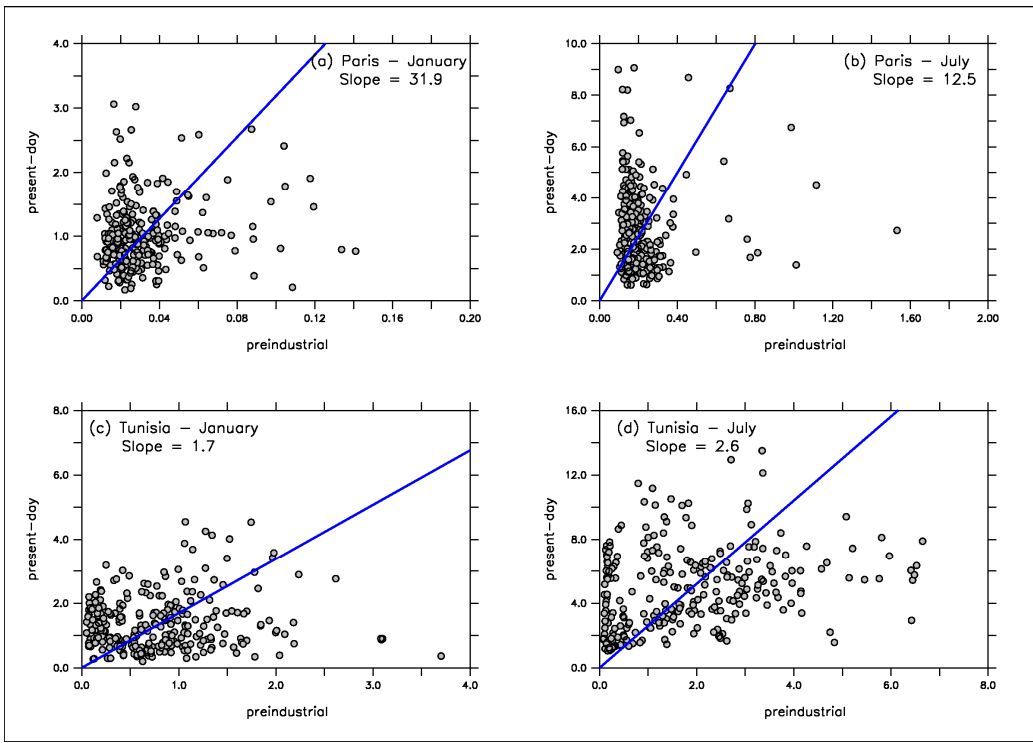 4.0
3.0
2.0
1.0
0.0
present-day
(a) Paris - January
Slope = 31.9
0.00 0.04 0.08 0.12 0.16 0.20
preindustrial
10.0
8.0
6.0
4.0
2.0
0.0
present-day
(b) Paris - July
Slope = 12.5
0.00 0.40 0.80 1.20 1.60 2.00
preindustrial
8.0
6.0
4.0
2.0
0.0
present-day
(c) Tunisia - January
Slope = 1.7
0.0 1.0 2.0 3.0 4.0
preindustrial
16.0
12.0
8.0
4.0
0.0
present-day
(d) Tunisia - July
Slope = 2.6
0.0 2.0 4.0 6.0 8.0
preindustrial